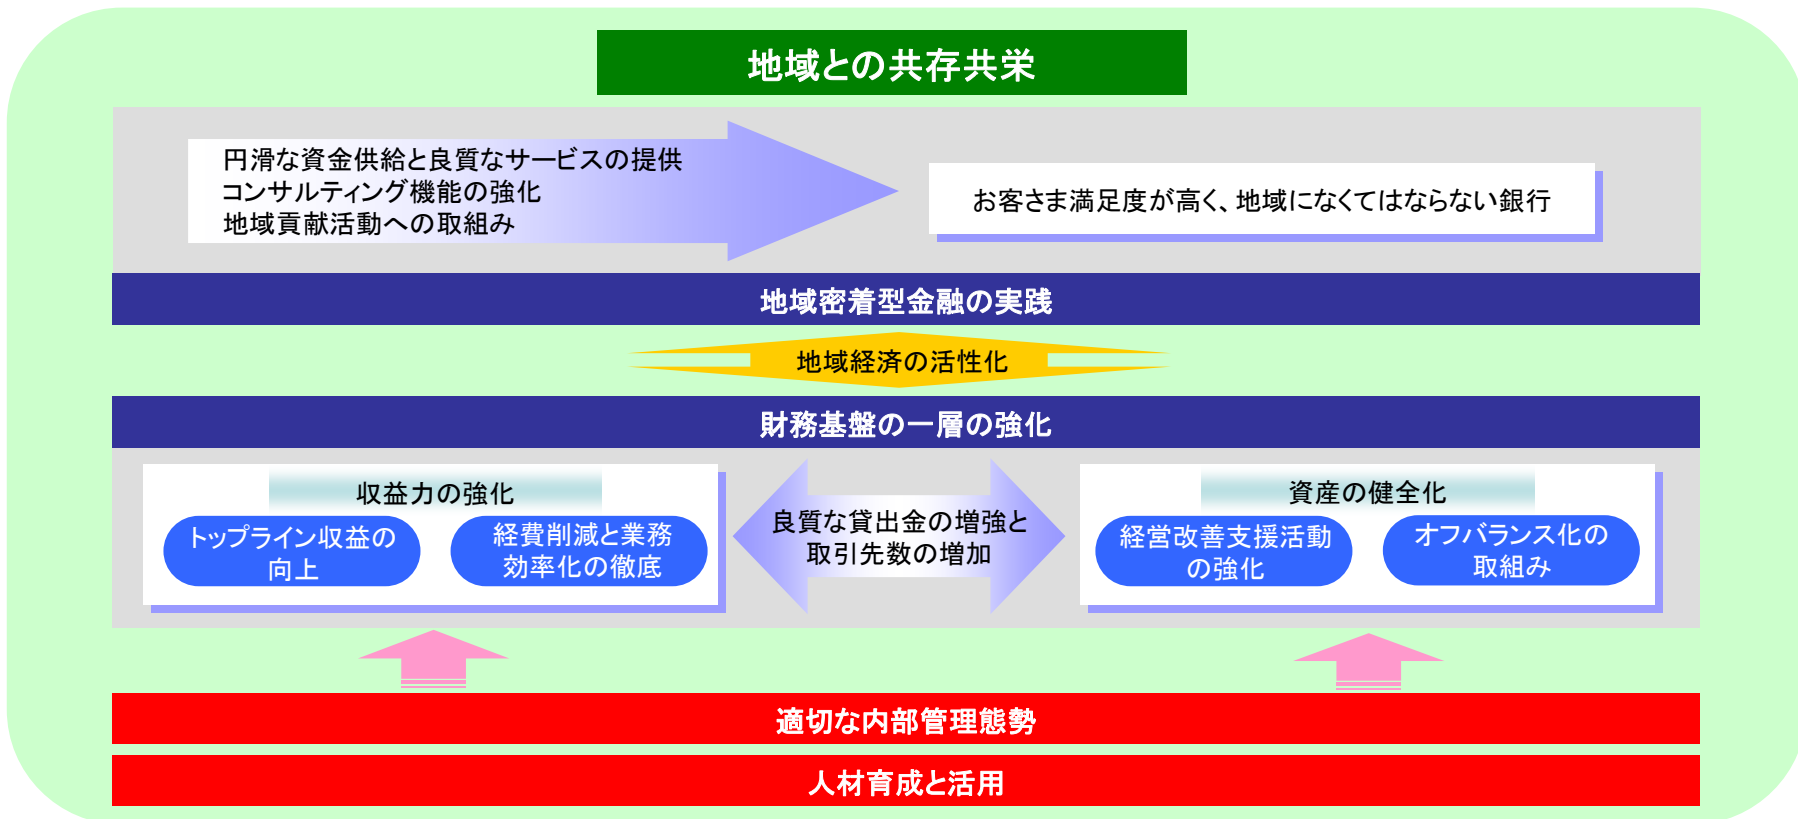 地域との共存共栄
円滑な資金供給と良質なサービスの提供
コンサルティング機能の強化
地域貢献活動への取組み
お客さま満足度が高く、地域になくてはならない銀行
地域密着型金融の実践
地域経済の活性化
財務基盤の一層の強化
収益力の強化
トップライン収益の
向上
経費削減と業務
効率化の徹底
良質な貸出金の増強と
取引先数の増加
資産の健全化
経営改善支援活動
の強化
オフバランス化の
取組み
適切な内部管理態勢
人材育成と活用